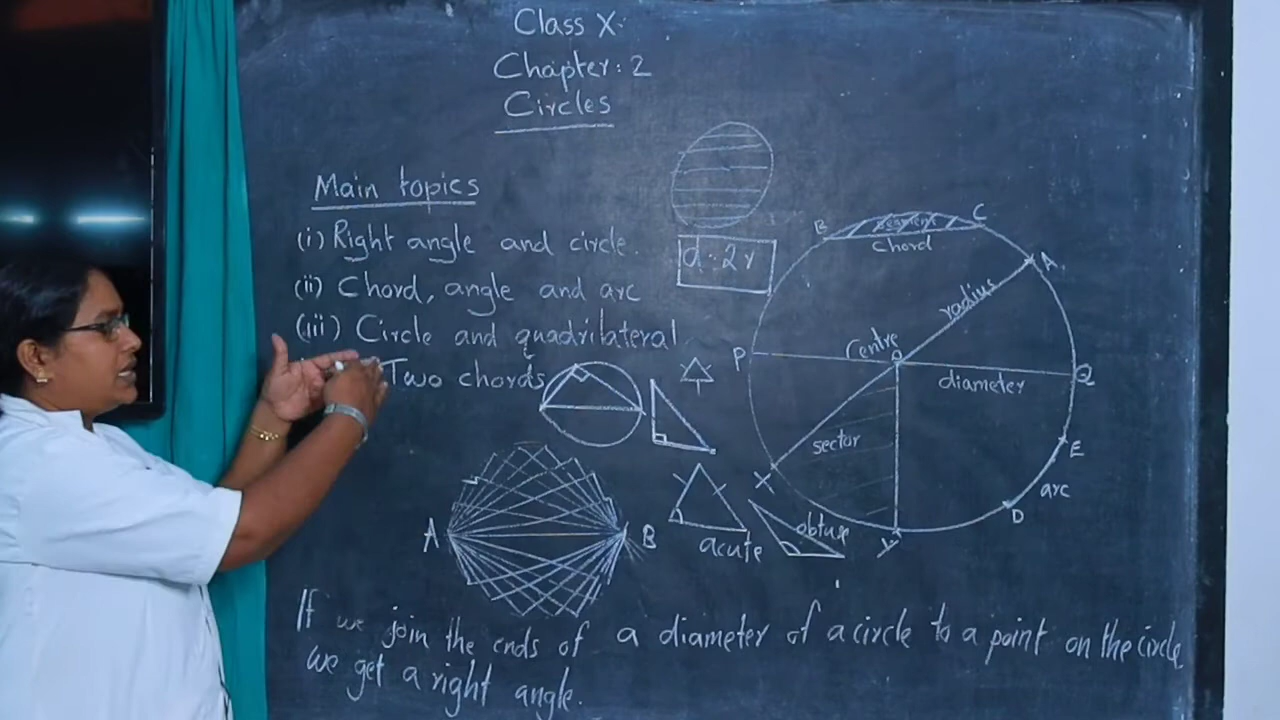 Class X
Chapter: 2
Circles
Main topics
(i) Right angle and circle.
(ii) Chord, angle and arc
(iii) Circle and quadrilateral
Two chords
d=2r
B
segment
C
chord
A
radius
P
Centre
O
diameter
Q
sector
X
E
arc
D
Y
A
B
acute
obtuse
If we join the ends of a diameter of a circle to a point on the circle
we get a right angle.